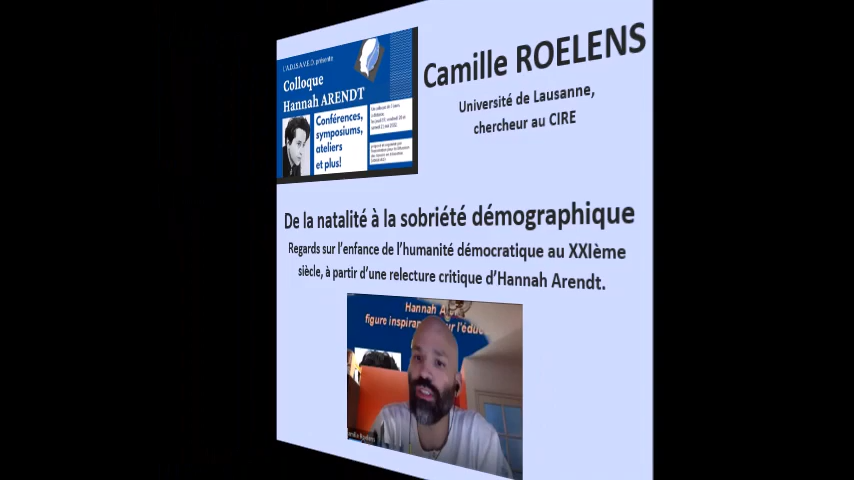 L'A.D.I.S.A.V.E.D. présente
Colloque
Hannah ARENDT
Conférences,
symposiums,
ateliers
et plus!
Camille ROELENS
Université de Lausanne,
chercheur au CIRE
De la natalité à la sobriété démographique
Regards sur l'enfance de l'humanité démocratique au XXIème
siècle, à partir d'une relecture critique d'Hannah Arendt.
Hannah
figure